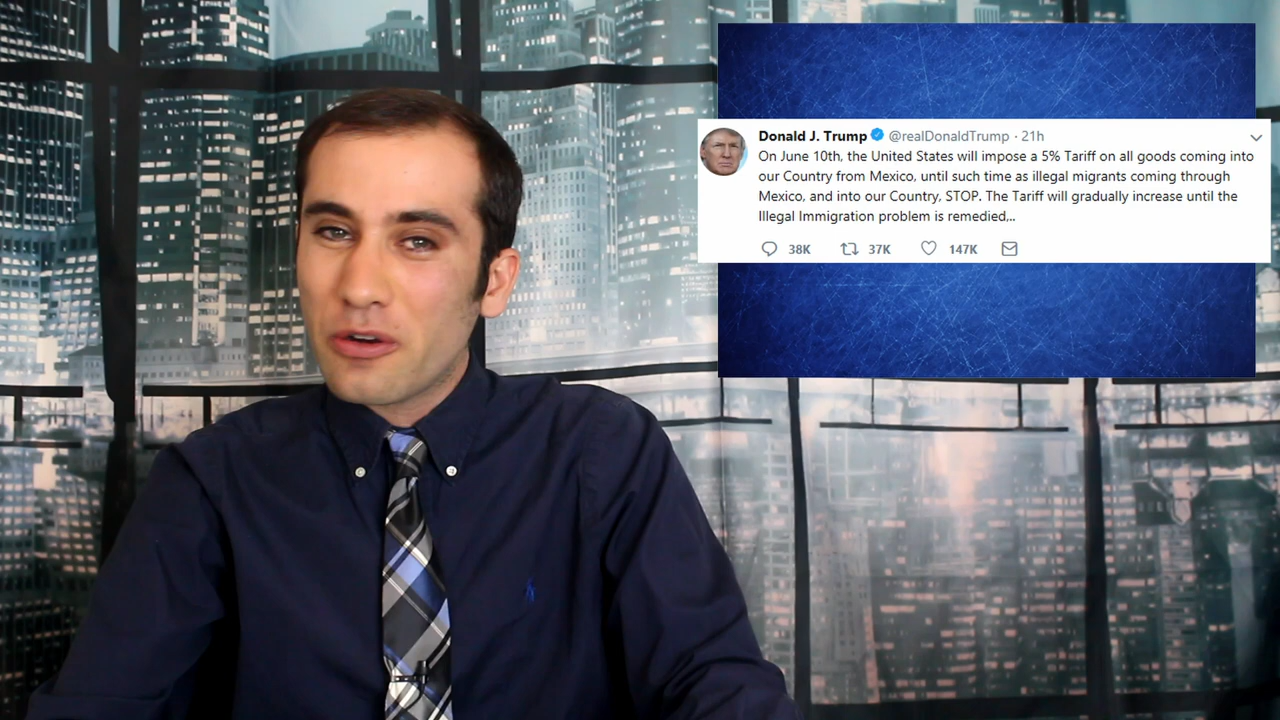 Donald J. Trump @realDonaldTrump · 21h
On June 10th, the United States will impose a 5% Tariff on all goods coming into
our Country from Mexico, until such time as illegal migrants coming through
Mexico, and into our Country, STOP. The Tariff will gradually increase until the
Illegal Immigration problem is remedied,..
38K 37K 147K